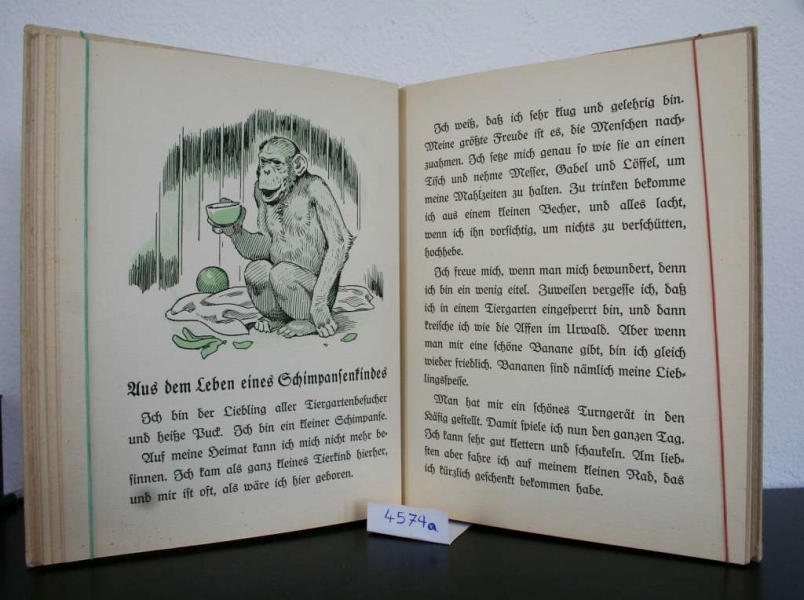 Aus dem Leben eines Schimpansenkindes
Ich bin der Liebling aller Tiergartenbesucher
und heiße Puck. Ich bin ein kleiner Schimpanse.
Auf meine Heimat kann ich mich nicht mehr be-
sinnen. Ich kam als ganz kleines Tierkind hierher,
und mir ist oft, als wäre ich hier geboren.
Ich weiß, daß ich sehr klug und gelehrig bin.
Meine größte Freude ist es, die Menschen nach-
zuahmen. Ich setze mich genau so wie sie an einen
Tisch und nehme Messer, Gabel und Löffel, um
meine Mahlzeiten zu halten. Zu trinken bekomme
ich aus einem kleinen Becher, und alles lacht,
wenn ich ihn vorsichtig, um nichts zu verschütten,
hochhebe.
Ich freue mich, wenn man mich bewundert, denn
ich bin ein wenig eitel. Zuweilen vergesse ich, daß
ich in einem Tiergarten eingesperrt bin, und dann
kreische ich wie die Affen im Urwald. Aber wenn
man mir eine schöne Banane gibt, bin ich gleich
wieder friedlich. Bananen sind nämlich meine Lieb-
lingsspeise.
Man hat mir ein schönes Turngerät in den
Käfig gestellt. Damit spiele ich nun den ganzen Tag.
Ich kann sehr gut klettern und schaukeln. Am lieb-
sten aber fahre ich auf meinem kleinen Rad, das
ich kürzlich geschenkt bekommen habe.
4574a